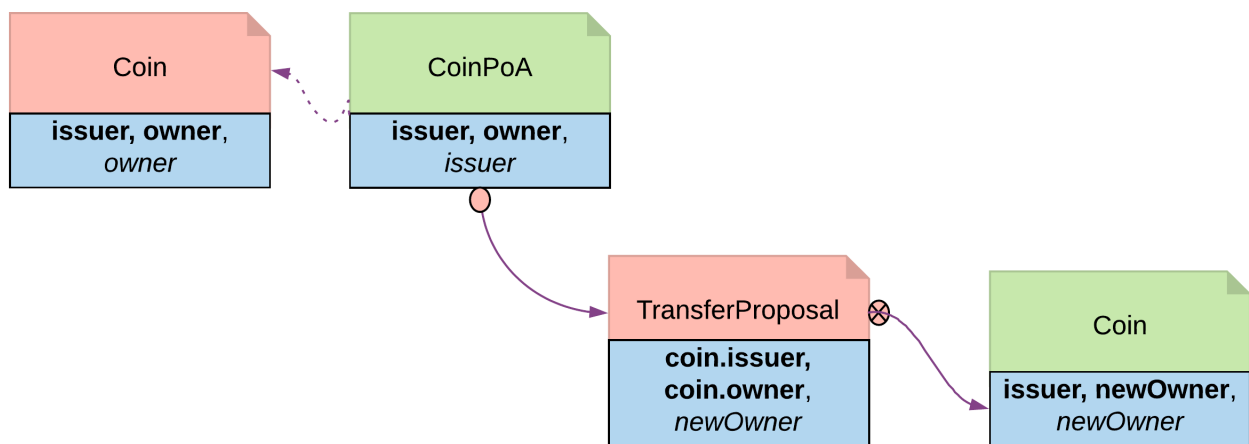 Coin
issuer, owner,
owner
CoinPoA
issuer, owner,
issuer
TransferProposal
coin.issuer,
coin.owner,
newOwner
Coin
issuer, newOwner,
newOwner